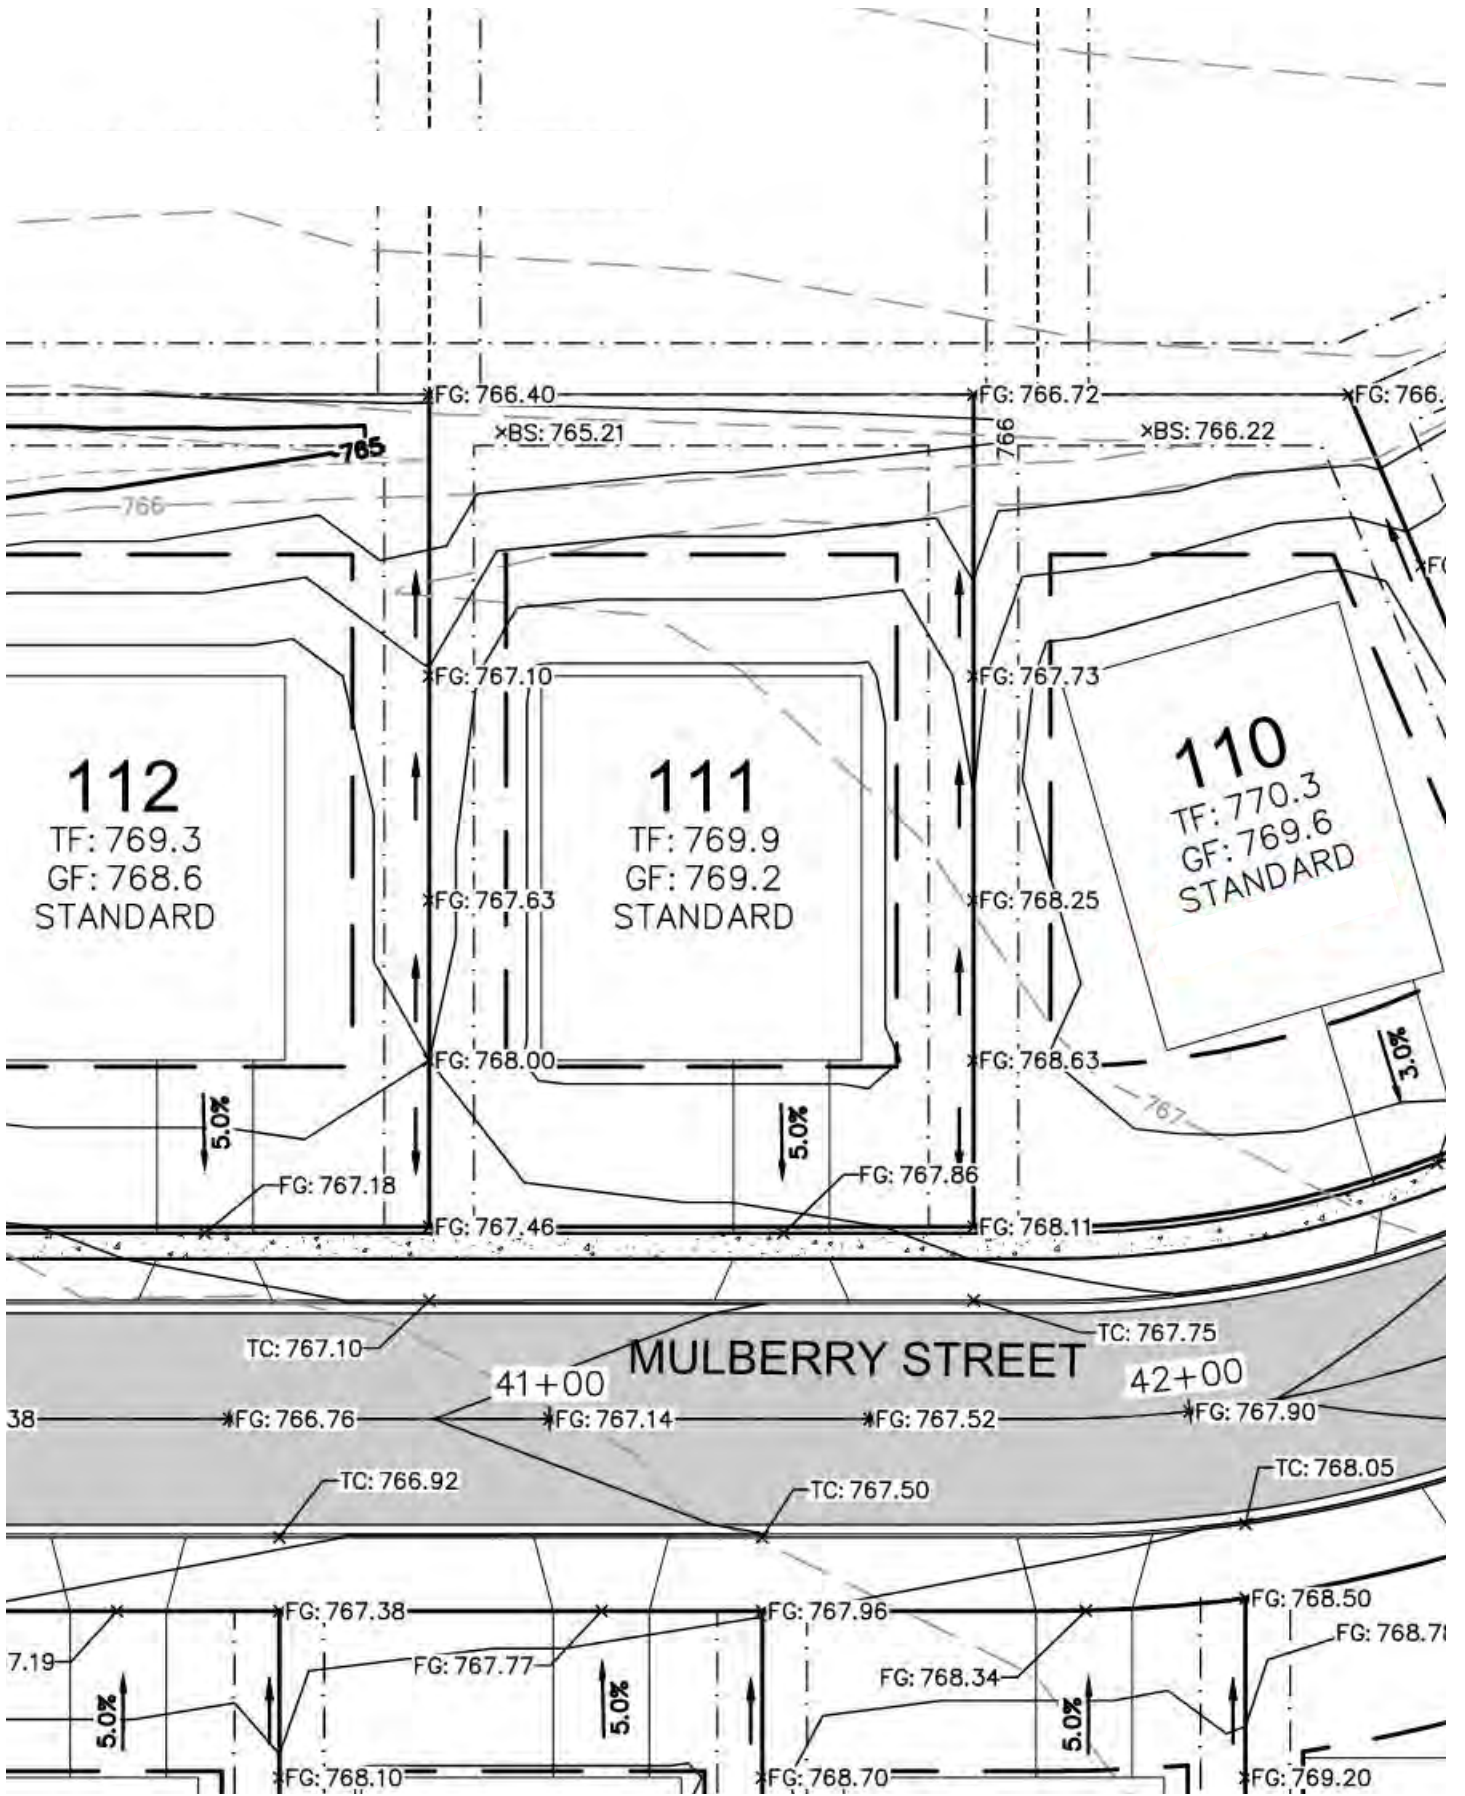 FG: 766.40
FG: 766.72
BS: 765.21
766
BS: 766.22
765
766
FG: 767.10
FG: 767.73
112
TF: 769.3
GF: 768.6
STANDARD
111
TF: 769.9
GF: 769.2
STANDARD
110
TF: 770.3
GF: 769.6
STANDARD
FG: 767.63
FG: 768.25
FG: 768.00
FG: 768.63
3.0%
5.0%
5.0%
767
FG: 767.18
FG: 767.86
FG: 767.46
FG: 768.11
TC: 767.10
TC: 767.75
MULBERRY STREET
41+00
42+00
38
FG: 766.76
FG: 767.14
FG: 767.52
FG: 767.90
TC: 766.92
TC: 767.50
TC: 768.05
FG: 767.38
FG: 767.96
FG: 768.50
7.19
FG: 767.77
FG: 768.34
FG: 768.78
5.0%
5.0%
5.0%
FG: 768.10
FG: 768.70
FG: 769.20